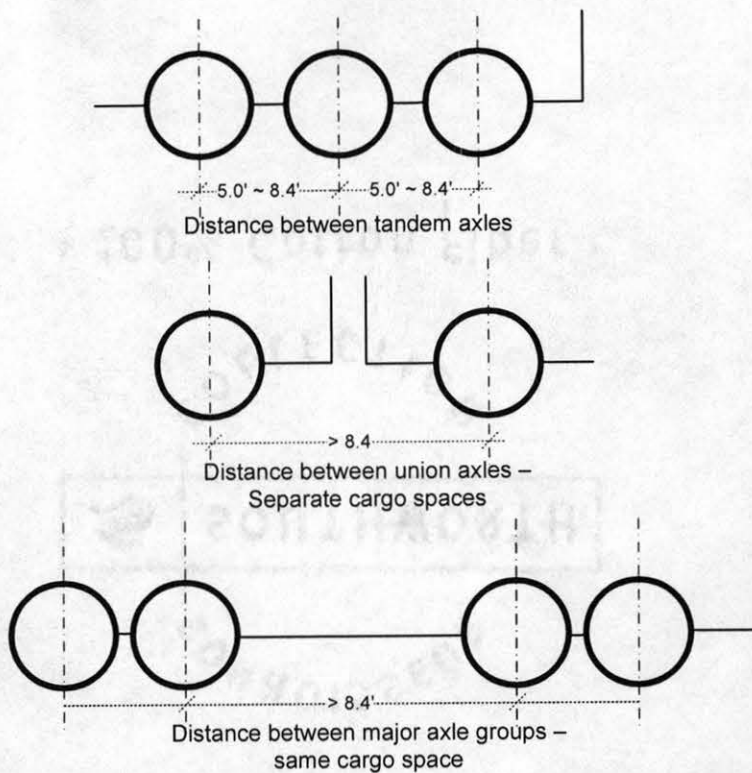 5.0' ~ 8.4' 5.0' ~ 8.4'
Distance between tandem axles
> 8.4
Distance between union axles –
Separate cargo spaces
> 8.4'
Distance between major axle groups –
same cargo space